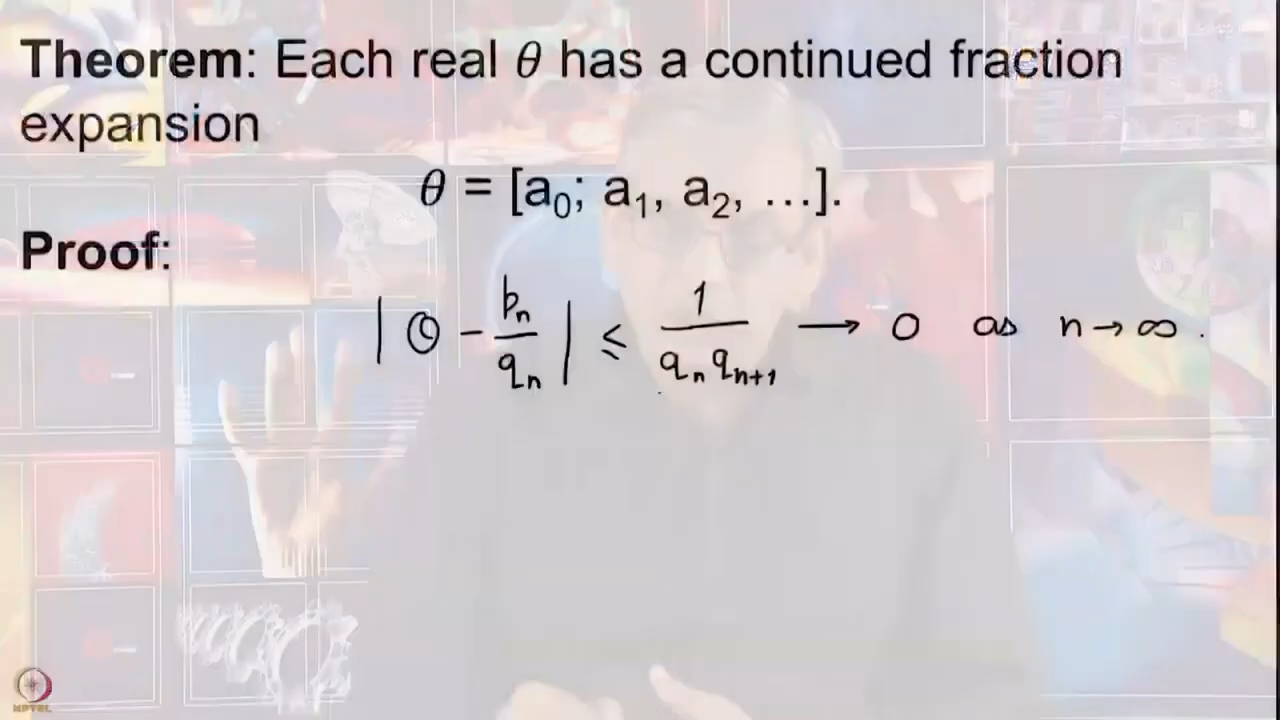 Theorem: Each real θ has a continued fraction
expansion
θ = [a₀; a₁, a₂, …].
Proof:
| θ − pₙ/qₙ | ≤ 1/(qₙ qₙ₊₁) → 0 as n → ∞.
NPTEL